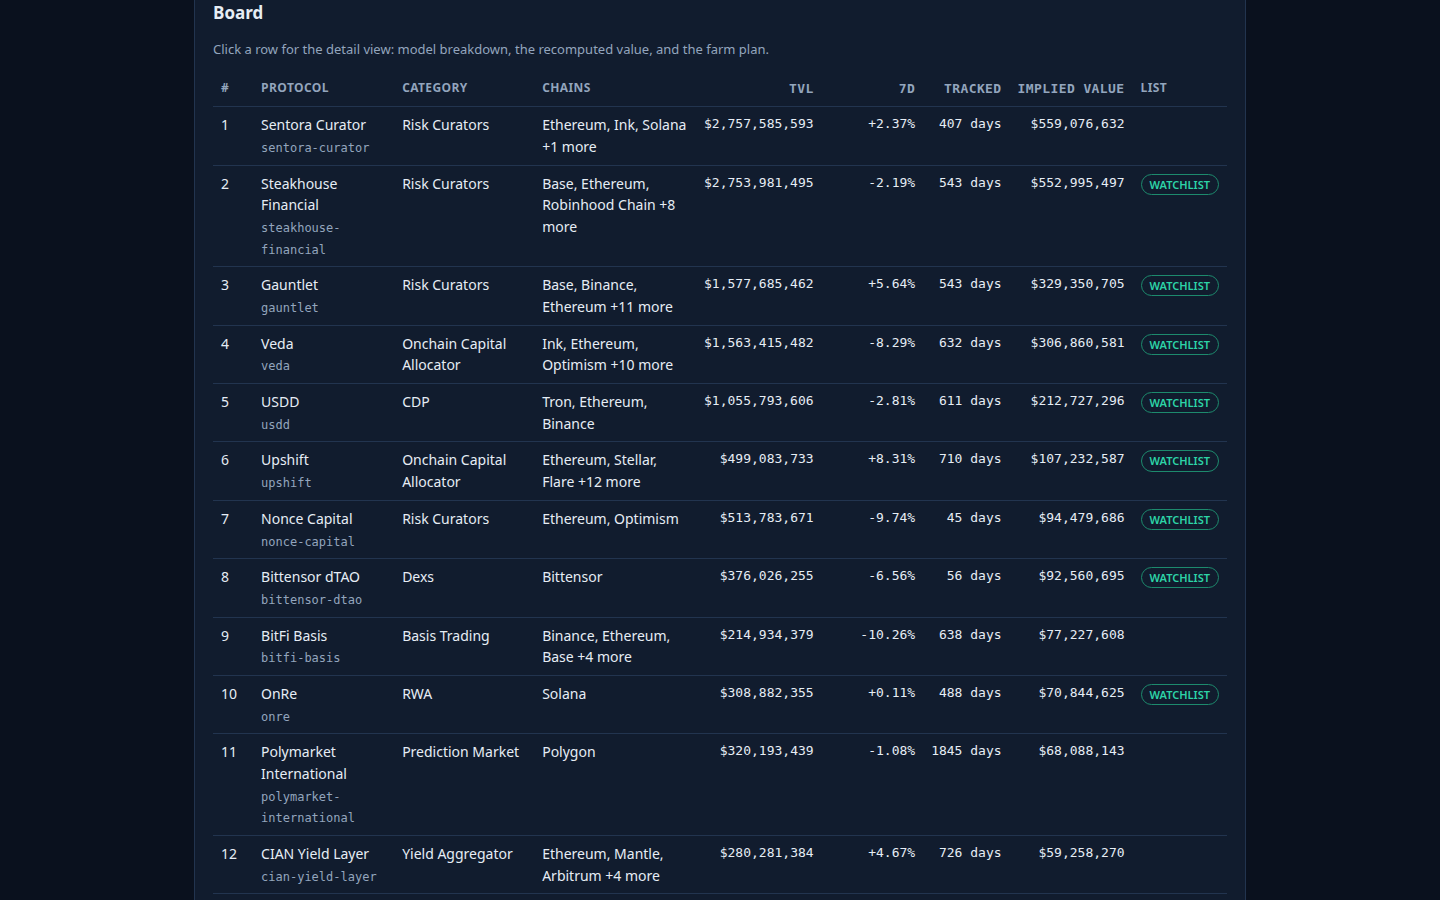 Board
Click a row for the detail view: model breakdown, the recomputed value, and the farm plan.
# PROTOCOL CATEGORY CHAINS TVL 7D TRACKED IMPLIED VALUE LIST
1 Sentora Curator Risk Curators Ethereum, Ink, Solana $2,757,585,593 +2.37% 407 days $559,076,632
sentora-curator +1 more
2 Steakhouse Risk Curators Base, Ethereum, $2,753,981,495 -2.19% 543 days $552,995,497 WATCHLIST
Financial Robinhood Chain +8
steakhouse- more
financial
3 Gauntlet Risk Curators Base, Binance, $1,577,685,462 +5.64% 543 days $329,350,705 WATCHLIST
gauntlet Ethereum +11 more
4 Veda Onchain Capital Ink, Ethereum, $1,563,415,482 -8.29% 632 days $306,860,581 WATCHLIST
veda Allocator Optimism +10 more
5 USDD CDP Tron, Ethereum, $1,055,793,606 -2.81% 611 days $212,727,296 WATCHLIST
usdd Binance
6 Upshift Onchain Capital Ethereum, Stellar, $499,083,733 +8.31% 710 days $107,232,587 WATCHLIST
upshift Allocator Flare +12 more
7 Nonce Capital Risk Curators Ethereum, Optimism $513,783,671 -9.74% 45 days $94,479,686 WATCHLIST
nonce-capital
8 Bittensor dTAO Dexs Bittensor $376,026,255 -6.56% 56 days $92,560,695 WATCHLIST
bittensor-dtao
9 BitFi Basis Basis Trading Binance, Ethereum, $214,934,379 -10.26% 638 days $77,227,608
bitfi-basis Base +4 more
10 OnRe RWA Solana $308,882,355 +0.11% 488 days $70,844,625 WATCHLIST
onre
11 Polymarket Prediction Market Polygon $320,193,439 -1.08% 1845 days $68,088,143
International
polymarket-
international
12 CIAN Yield Layer Yield Aggregator Ethereum, Mantle, $280,281,384 +4.67% 726 days $59,258,270
cian-yield-layer Arbitrum +4 more